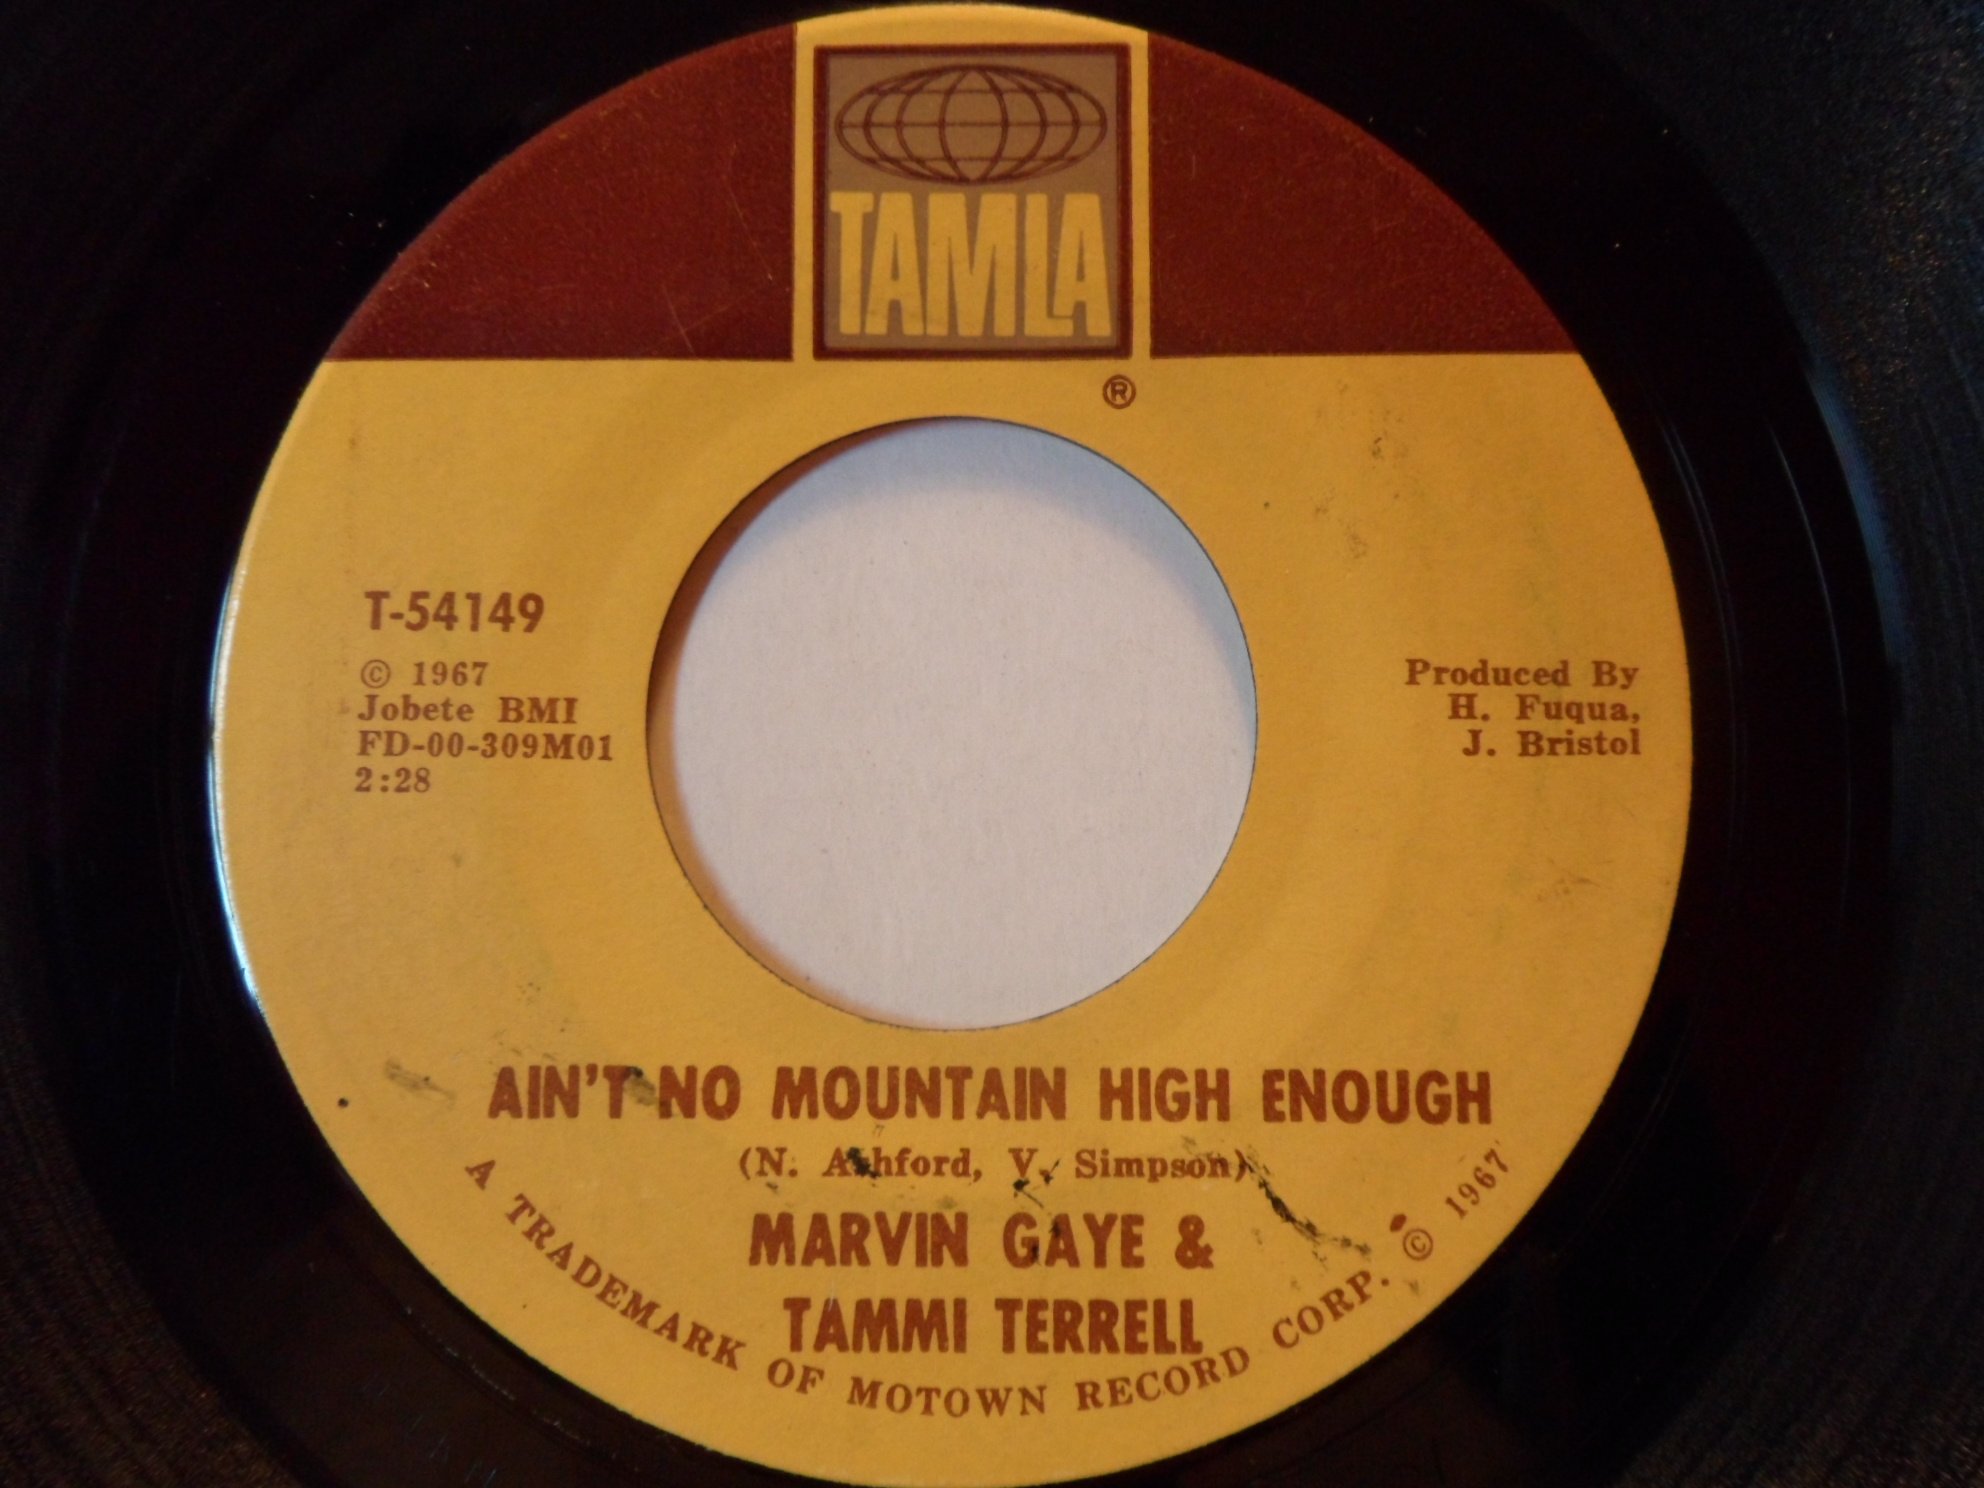 TAMLA
®
T-54149
© 1967
Jobete BMI
FD-00-309M01
2:28
Produced By
H. Fuqua,
J. Bristol
AIN'T NO MOUNTAIN HIGH ENOUGH
(N. Ashford, V. Simpson)
MARVIN GAYE &
TAMMI TERRELL
A TRADEMARK OF MOTOWN RECORD CORP. © 1967